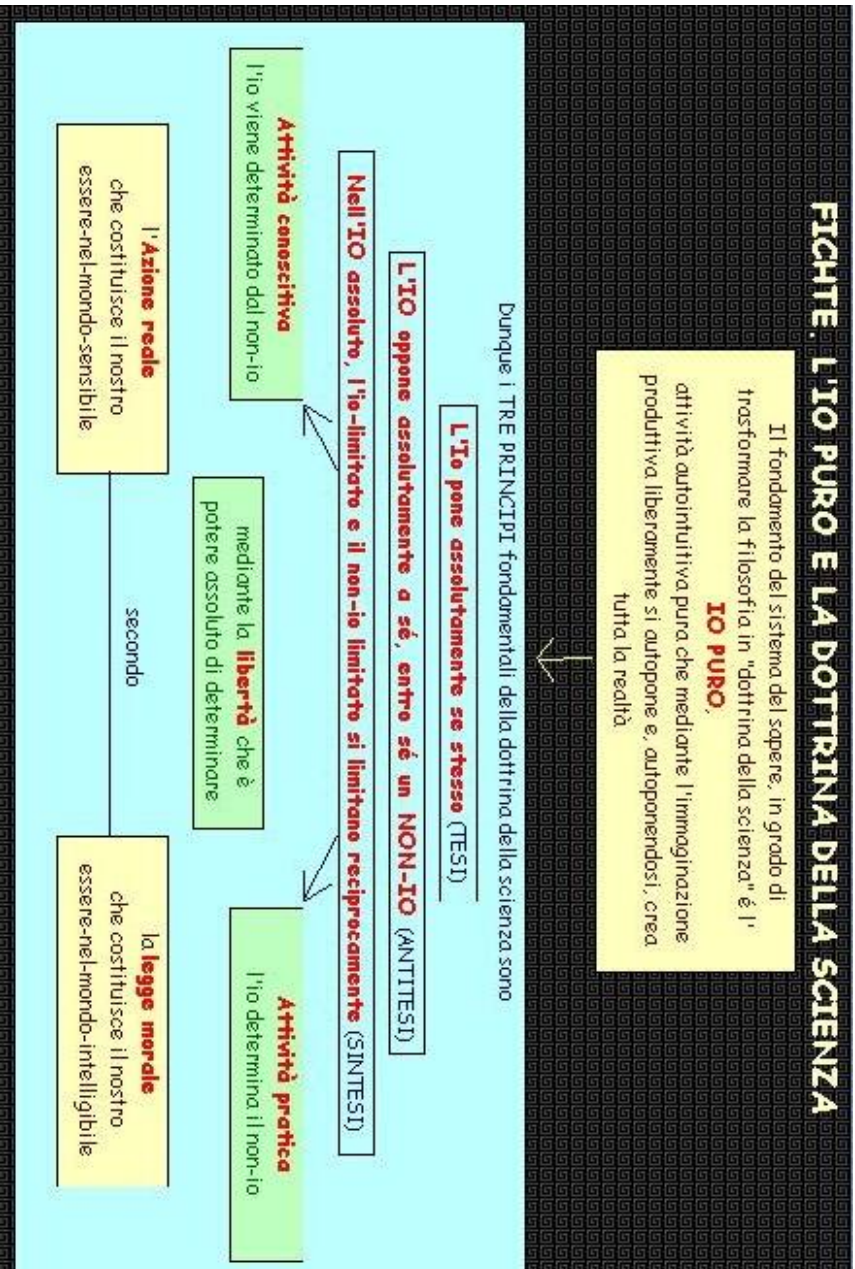 FICHTE. L'IO PURO E LA DOTTRINA DELLA SCIENZA
Il fondamento del sistema del sapere, in grado di
trasformare la filosofia in "dottrina della scienza" é l'
IO PURO,
attività autointuitiva pura che mediante l'immaginazione
produttiva liberamente si autopone e, autoponendosi, crea
tutta la realtà.
Dunque i TRE PRINCIPI fondamentali della dottrina della scienza sono
L'Io pone assolutamente se stesso (TESI)
L'IO oppone assolutamente a sé, entro sé un NON-IO (ANTITESI)
Nell'IO assoluto, l'io-limitato e il non-io limitato si limitano reciprocamente (SINTESI)
Attività conoscitiva
l'io viene determinato dal non-io
mediante la libertà che è
potere assoluto di determinare
Attività pratica
l'io determina il non-io
l'Azione reale
che costituisce il nostro
essere-nel-mondo-sensibile
secondo
la legge morale
che costituisce il nostro
essere-nel-mondo-intelligibile